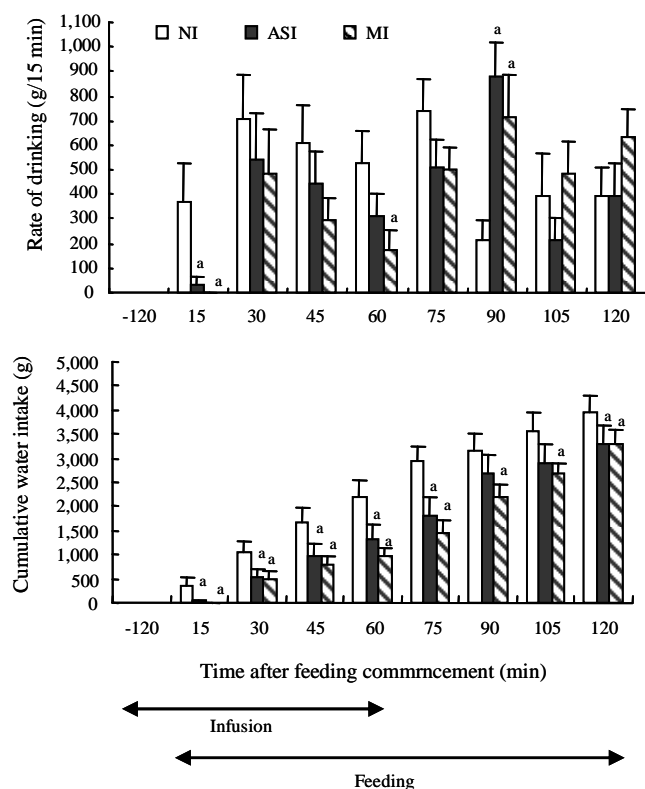 1,100
1,000
900
800
700
600
500
400
300
200
100
0
Rate of drinking (g/15 min)
NI ASI MI
a a a a a
-120 15 30 45 60 75 90 105 120
5,000
4,500
4,000
3,500
3,000
2,500
2,000
1,500
1,000
500
0
Cumulative water intake (g)
a a a a a a a a a a a a a a
-120 15 30 45 60 75 90 105 120
Time after feeding commrncement (min)
Infusion
Feeding